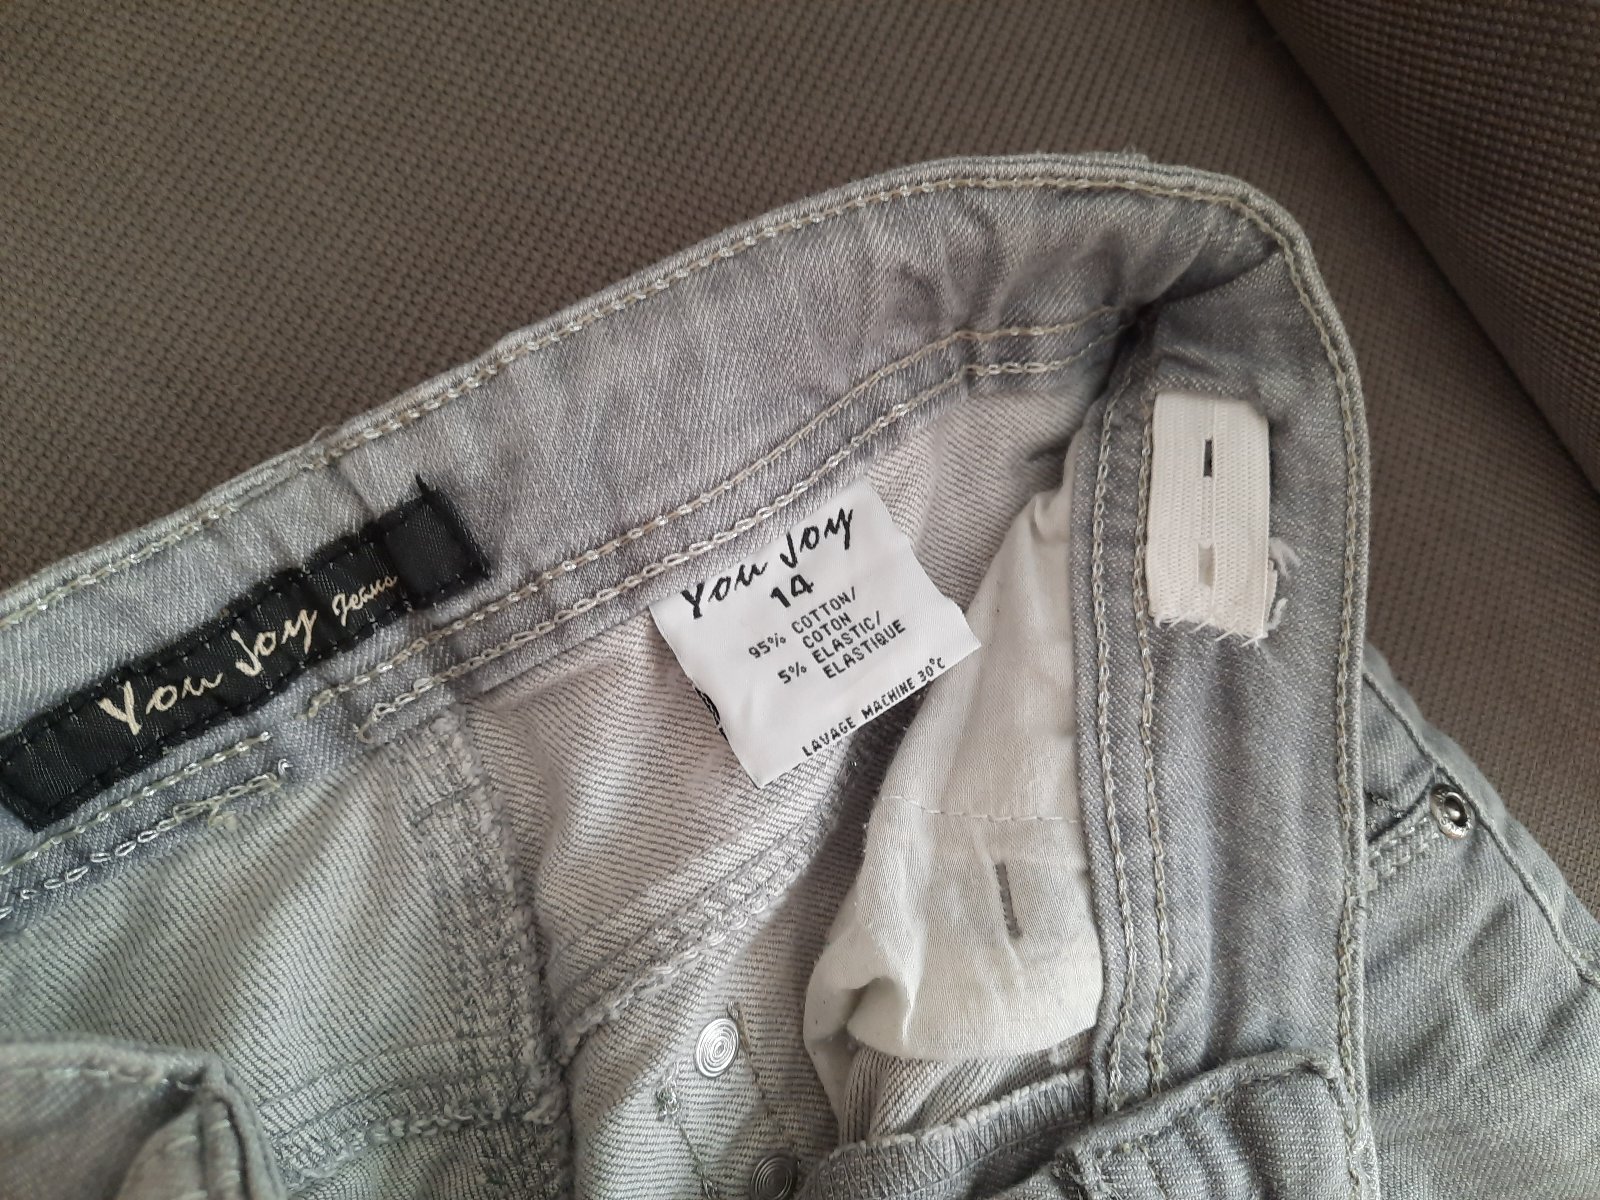 You Joy Jeans
You Joy
14
95% COTTON/
COTON
5% ELASTIC/
ELASTIQUE
LAVAGE MACHINE 30°C